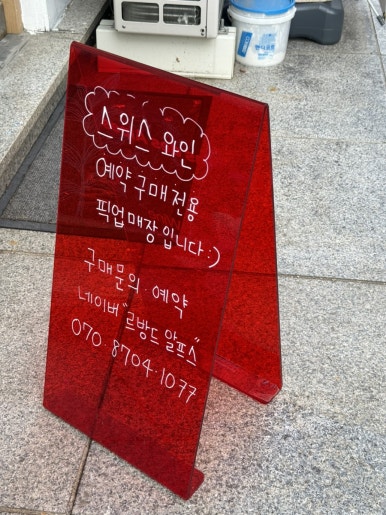 스위스 와인
예약 구매 전용
픽업 매장 입니다 :)
구매 문의 · 예약
네이버 "르방드 알프스"
070 · 8704 · 1077